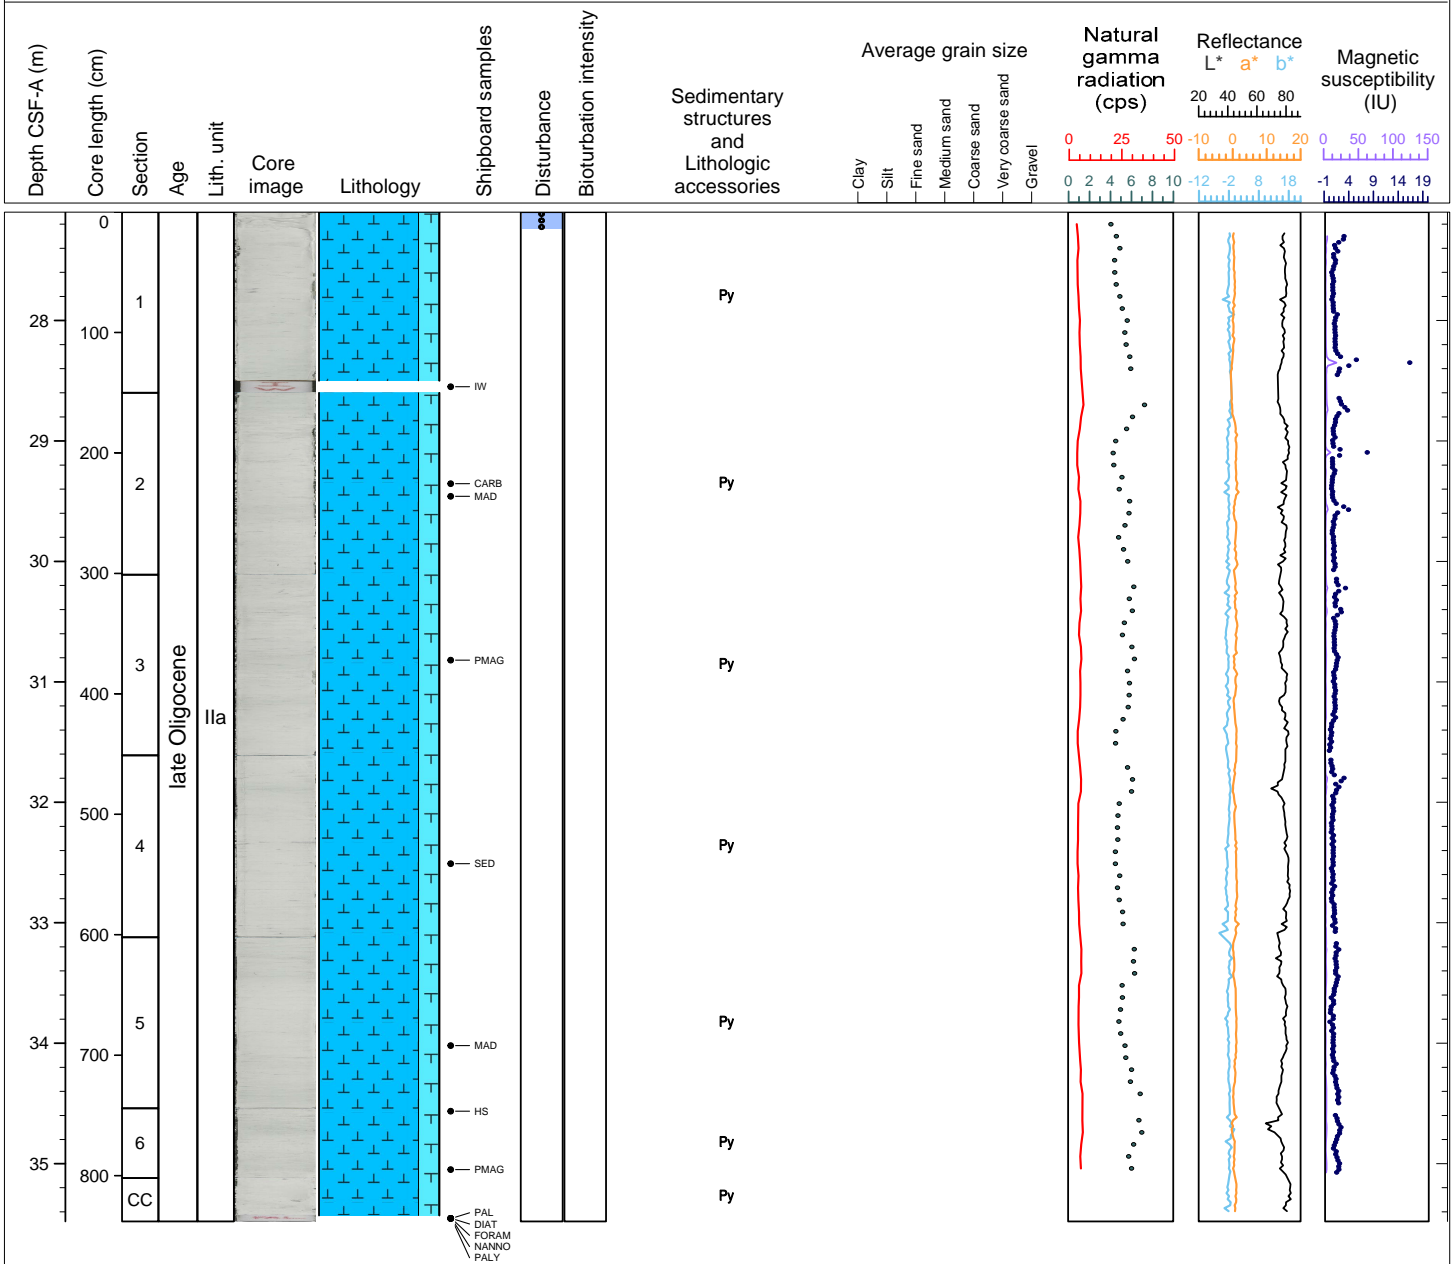 Depth CSF-A (m)
Core length (cm)
Section
Age
Lith. unit
Core
image
Lithology
Shipboard samples
Disturbance
Bioturbation intensity
Sedimentary
structures
and
Lithologic
accessories
Average grain size
Clay
Silt
Fine sand
Medium sand
Coarse sand
Very coarse sand
Gravel
Natural
gamma
radiation
(cps)
0 25 50
0 2 4 6 8 10
Reflectance
L* a* b*
20 40 60 80
-10 0 10 20
-12 -2 8 18
Magnetic
susceptibility
(IU)
0 50 100 150
-1 4 9 14 19
0
1
Py
28
100
IW
29
200
2
CARB
Py
MAD
30
300
3
PMAG
Py
31
400
late Oligocene
IIa
32
500
4
Py
SED
33
600
5
Py
34
700
MAD
HS
6
Py
35
PMAG
800
CC
Py
PAL
DIAT
FORAM
NANNO
PALY